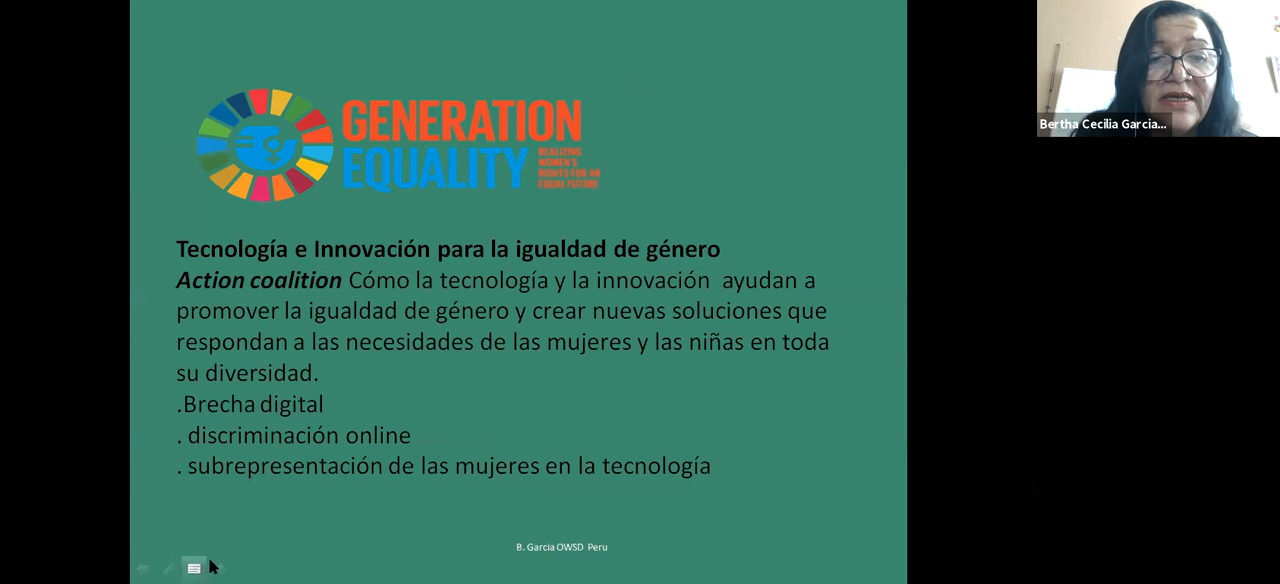 GENERATION
EQUALITY
REALIZING
WOMEN'S
RIGHTS FOR AN
EQUAL FUTURE
Tecnología e Innovación para la igualdad de género
Action coalition Cómo la tecnología y la innovación ayudan a
promover la igualdad de género y crear nuevas soluciones que
respondan a las necesidades de las mujeres y las niñas en toda
su diversidad.
.Brecha digital
. discriminación online
. subrepresentación de las mujeres en la tecnología
B. Garcia OWSD Peru
Bertha Cecilia Garcia...